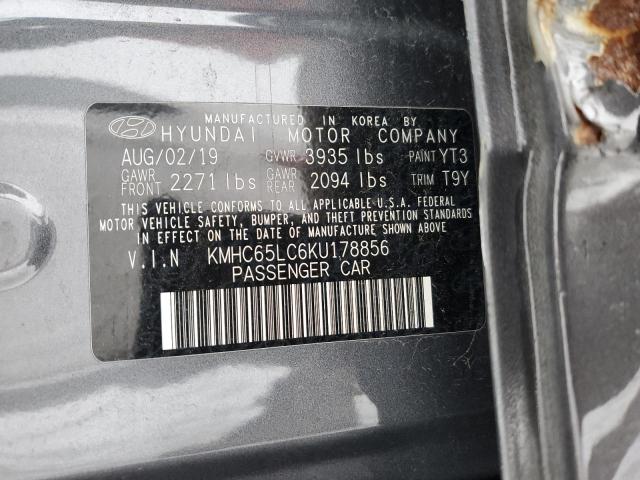 MANUFACTURED IN KOREA BY
HYUNDAI MOTOR COMPANY
AUG/02/19 GVWR 3935 lbs PAINT YT3
GAWR FRONT 2271 lbs GAWR REAR 2094 lbs TRIM T9Y
THIS VEHICLE CONFORMS TO ALL APPLICABLE U.S.A. FEDERAL
MOTOR VEHICLE SAFETY, BUMPER, AND THEFT PREVENTION STANDARDS
IN EFFECT ON THE DATE OF MANUFACTURE SHOWN ABOVE
V.I.N KMHC65LC6KU178856
PASSENGER CAR